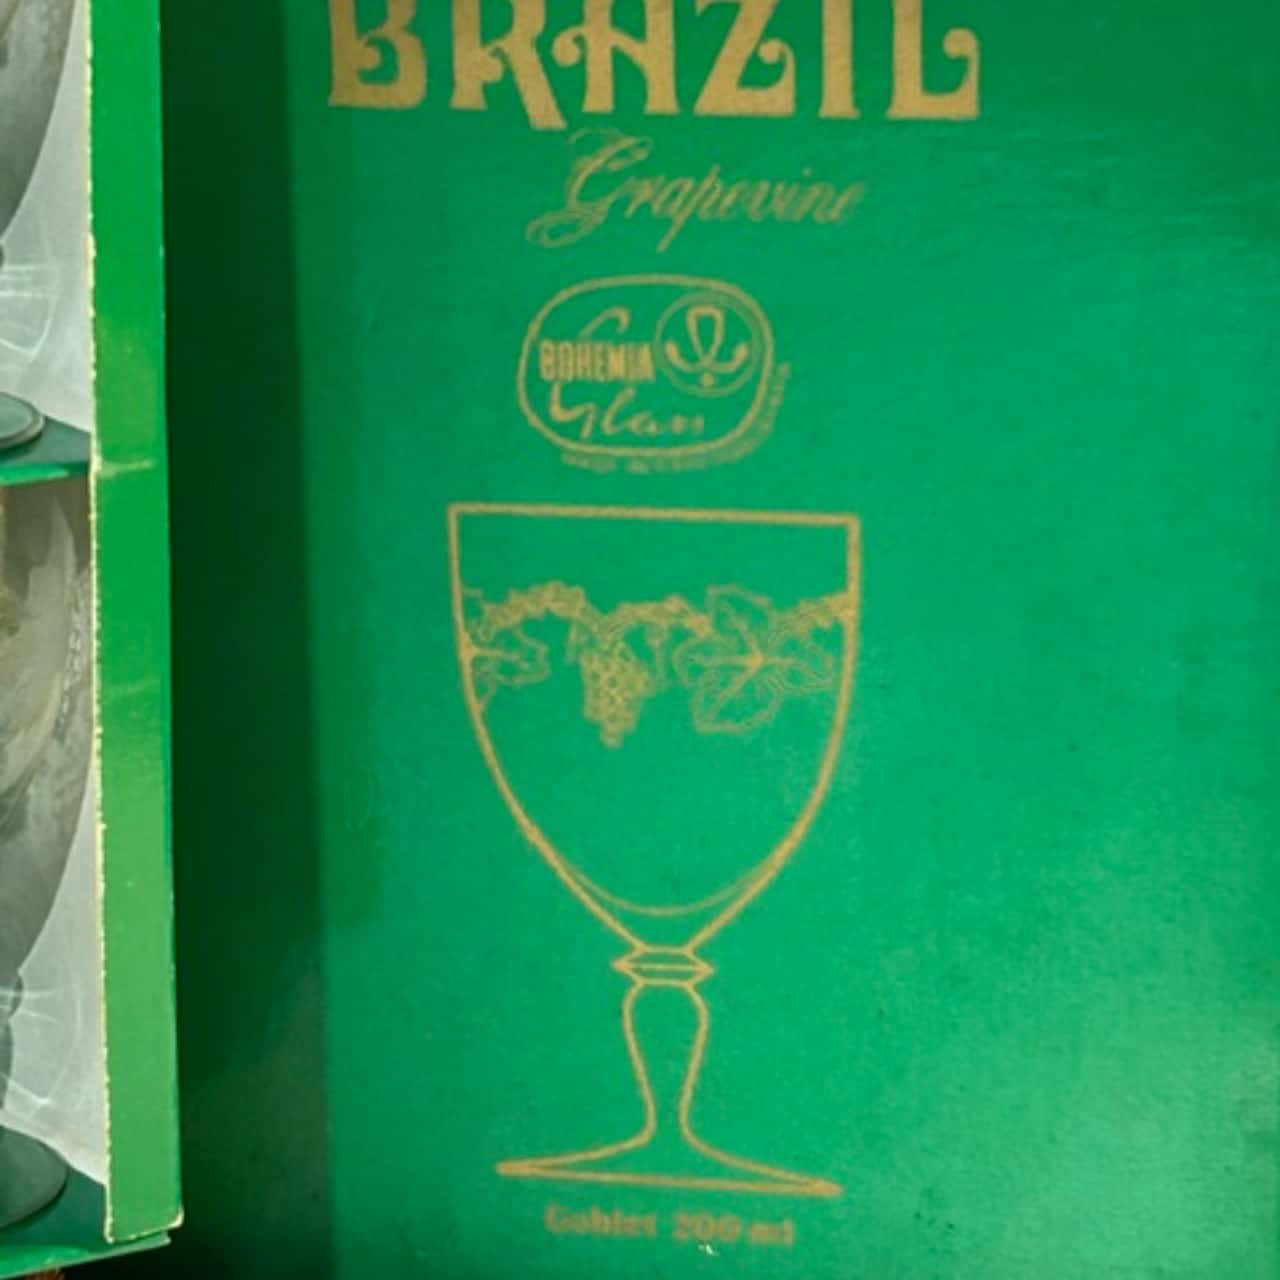 BRAZIL
Grapevine
BOHEMIA
Glass
Goblet 200 ml